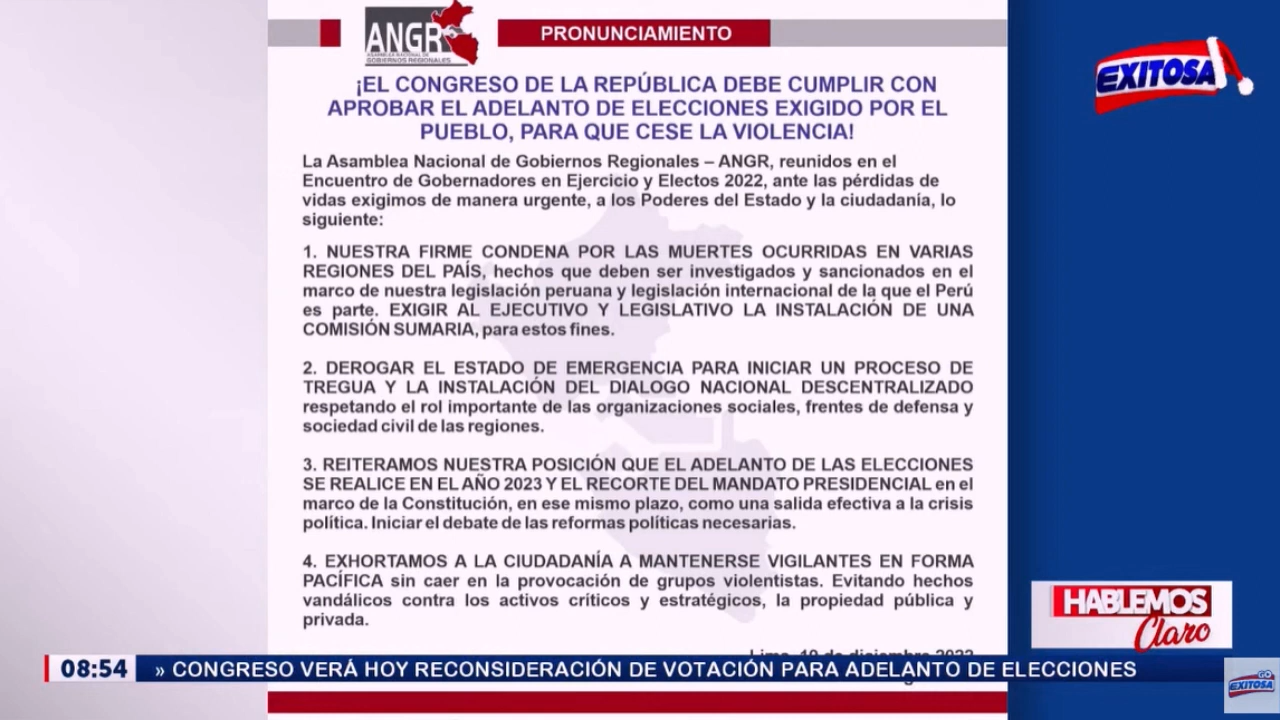 ANGR
ASAMBLEA NACIONAL DE
GOBIERNOS REGIONALES
PRONUNCIAMIENTO
EXITOSA
¡EL CONGRESO DE LA REPÚBLICA DEBE CUMPLIR CON
APROBAR EL ADELANTO DE ELECCIONES EXIGIDO POR EL
PUEBLO, PARA QUE CESE LA VIOLENCIA!
La Asamblea Nacional de Gobiernos Regionales – ANGR, reunidos en el
Encuentro de Gobernadores en Ejercicio y Electos 2022, ante las pérdidas de
vidas exigimos de manera urgente, a los Poderes del Estado y la ciudadanía, lo
siguiente:
1. NUESTRA FIRME CONDENA POR LAS MUERTES OCURRIDAS EN VARIAS
REGIONES DEL PAÍS, hechos que deben ser investigados y sancionados en el
marco de nuestra legislación peruana y legislación internacional de la que el Perú
es parte. EXIGIR AL EJECUTIVO Y LEGISLATIVO LA INSTALACIÓN DE UNA
COMISIÓN SUMARIA, para estos fines.
2. DEROGAR EL ESTADO DE EMERGENCIA PARA INICIAR UN PROCESO DE
TREGUA Y LA INSTALACIÓN DEL DIALOGO NACIONAL DESCENTRALIZADO
respetando el rol importante de las organizaciones sociales, frentes de defensa y
sociedad civil de las regiones.
3. REITERAMOS NUESTRA POSICIÓN QUE EL ADELANTO DE LAS ELECCIONES
SE REALICE EN EL AÑO 2023 Y EL RECORTE DEL MANDATO PRESIDENCIAL en el
marco de la Constitución, en ese mismo plazo, como una salida efectiva a la crisis
política. Iniciar el debate de las reformas políticas necesarias.
4. EXHORTAMOS A LA CIUDADANÍA A MANTENERSE VIGILANTES EN FORMA
PACÍFICA sin caer en la provocación de grupos violentistas. Evitando hechos
vandálicos contra los activos críticos y estratégicos, la propiedad pública y
privada.
HABLEMOS
Claro
08:54 » CONGRESO VERÁ HOY RECONSIDERACIÓN DE VOTACIÓN PARA ADELANTO DE ELECCIONES
GO
EXITOSA